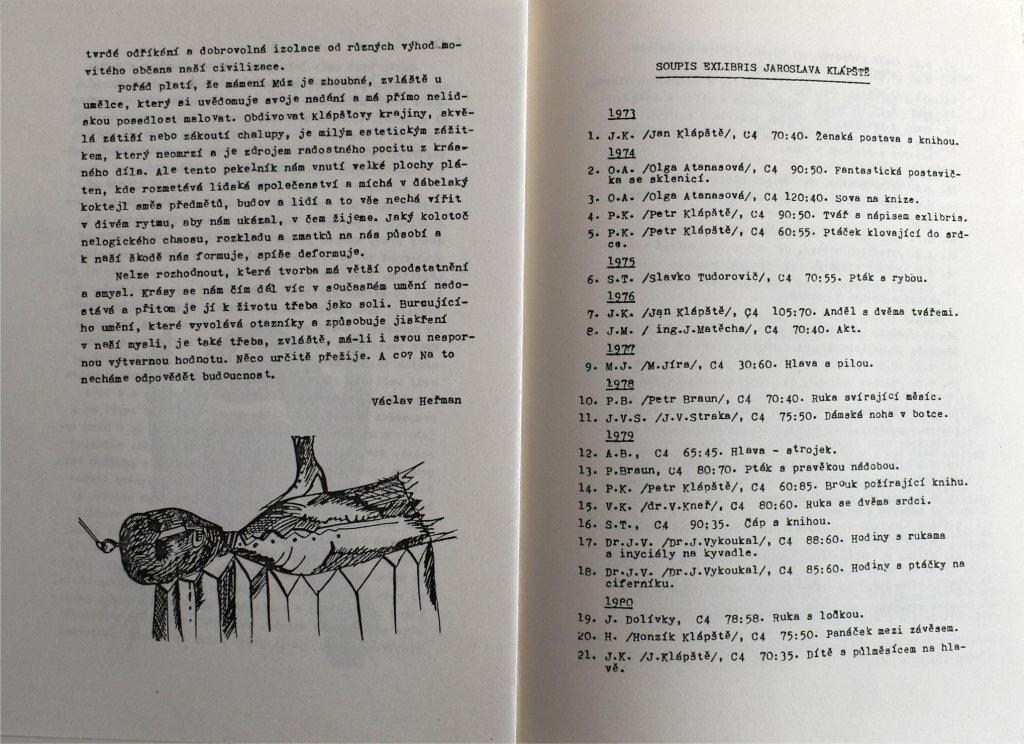 tvrdé odříkání a dobrovolná izolace od různých výhod mo-
vitého občana naší civilizace.
Pořád platí, že mámení Múz je zhoubné, zvláště u
umělce, který si uvědomuje svoje nadání a má přímo nelid-
skou posedlost malovat. Obdivovat Klápšťovy krajiny, skvě-
lá zátiší nebo zákoutí chalupy, je milým estetickým zážit-
kem, který neomrzí a je zdrojem radostného pocitu z krás-
ného díla. Ale tento pekelník nám vnutí velké plochy plá-
ten, kde rozmetává lidská společenství a míchá v ďábelský
koktejl směs předmětů, budov a lidí a to vše nechá vířit
v divém rytmu, aby nám ukázal, v čem žijeme. Jaký kolotoč
nelogického chaosu, rozkladu a zmatků na nás působí a
k naší škodě nás formuje, spíše deformuje.
Nelze rozhodnout, která tvorba má větší opodstatnění
a smysl. Krásy se nám čím dál víc v současném umění nedo-
stává a přitom je jí k životu třeba jako soli. Burcující-
ho umění, které vyvolává otazníky a způsobuje jiskření
v naší mysli, je také třeba, zvláště, má-li i svou nespor-
nou výtvarnou hodnotu. Něco určitě přežije. A co? Na to
necháme odpovědět budoucnost.
Václav Heřman
SOUPIS EXLIBRIS JAROSLAVA KLÁPŠTĚ
1971
1. J.K. /Jan Klápště/, C4 70:40. Ženská postava s knihou.
1974
2. O.A. /Olga Atanasová/, C4 90:50. Fantastická postavič-
ka se sklenicí.
3. O.A. /Olga Atanasová/, C4 120:40. Sova na knize.
4. P.K. /Petr Klápště/, C4 90:50. Tvář s nápisem exlibris.
5. P.K. /Petr Klápště/, C4 60:55. Ptáček klovající do srd-
ce.
1975
6. S.T. /Slavko Tudorovič/, C4 70:55. Pták s rybou.
1976
7. J.K. /Jan Klápště/, C4 105:70. Anděl s dvěma tvářemi.
8. J.M. / ing.J.Matěcha/, C4 70:40. Akt.
1977
9. M.J. /M.Jíra/, C4 30:60. Hlava s pilou.
1978
10. P.B. /Petr Braun/, C4 70:40. Ruka svírající měsíc.
11. J.V.S. /J.V.Straka/, C4 75:50. Dámská noha v botce.
1979
12. A.B., C4 65:45. Hlava - strojek.
13. P.Braun, C4 80:70. Pták s pravěkou nádobou.
14. P.K. /Petr Klápště/, C4 60:85. Brouk požírající knihu.
15. V.K. /dr.V.Kneř/, C4 80:60. Ruka se dvěma srdci.
16. S.T., C4 90:35. Čáp s knihou.
17. Dr.J.V. /Dr.J.Vykoukal/, C4 88:60. Hodiny s rukama
s inyciály na kyvadle.
18. Dr.J.V. /Dr.J.Vykoukal/, C4 85:60. Hodiny s ptáčky na
ciferníku.
1980
19. J. Dolívky, C4 78:58. Ruka s loďkou.
20. H. /Honzík Klápště/, C4 75:50. Panáček mezi závěsem.
21. J.K. /J.Klápště/, C4 70:35. Dítě s půlměsícem na hla-
vě.